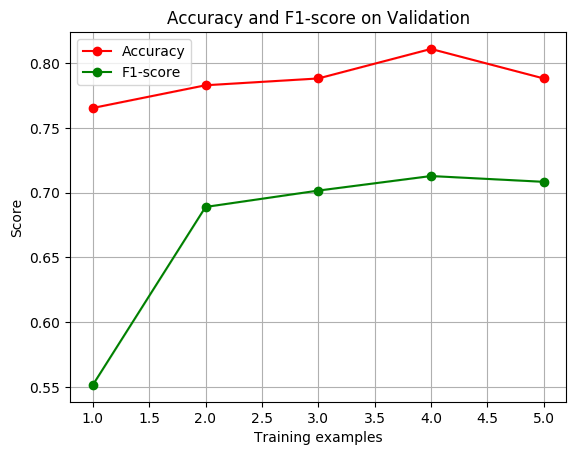 Accuracy and F1-score on Validation
Accuracy
F1-score
0.80
0.75
0.70
0.65
0.60
0.55
Score
1.0 1.5 2.0 2.5 3.0 3.5 4.0 4.5 5.0
Training examples